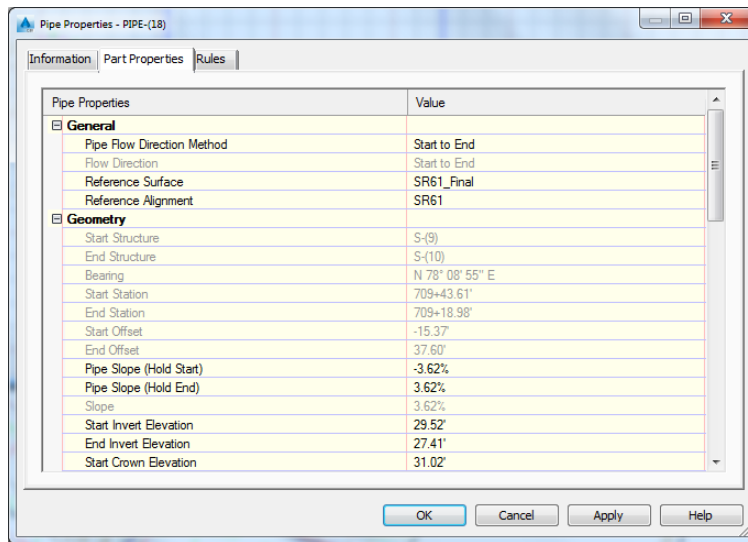 Pipe Properties - PIPE-(18)
Information Part Properties Rules
Pipe Properties Value
General
Pipe Flow Direction Method Start to End
Flow Direction Start to End
Reference Surface SR61_Final
Reference Alignment SR61
Geometry
Start Structure S-(9)
End Structure S-(10)
Bearing N 78° 08' 55" E
Start Station 709+43.61'
End Station 709+18.98'
Start Offset -15.37'
End Offset 37.60'
Pipe Slope (Hold Start) -3.62%
Pipe Slope (Hold End) 3.62%
Slope 3.62%
Start Invert Elevation 29.52'
End Invert Elevation 27.41'
Start Crown Elevation 31.02'
OK Cancel Apply Help